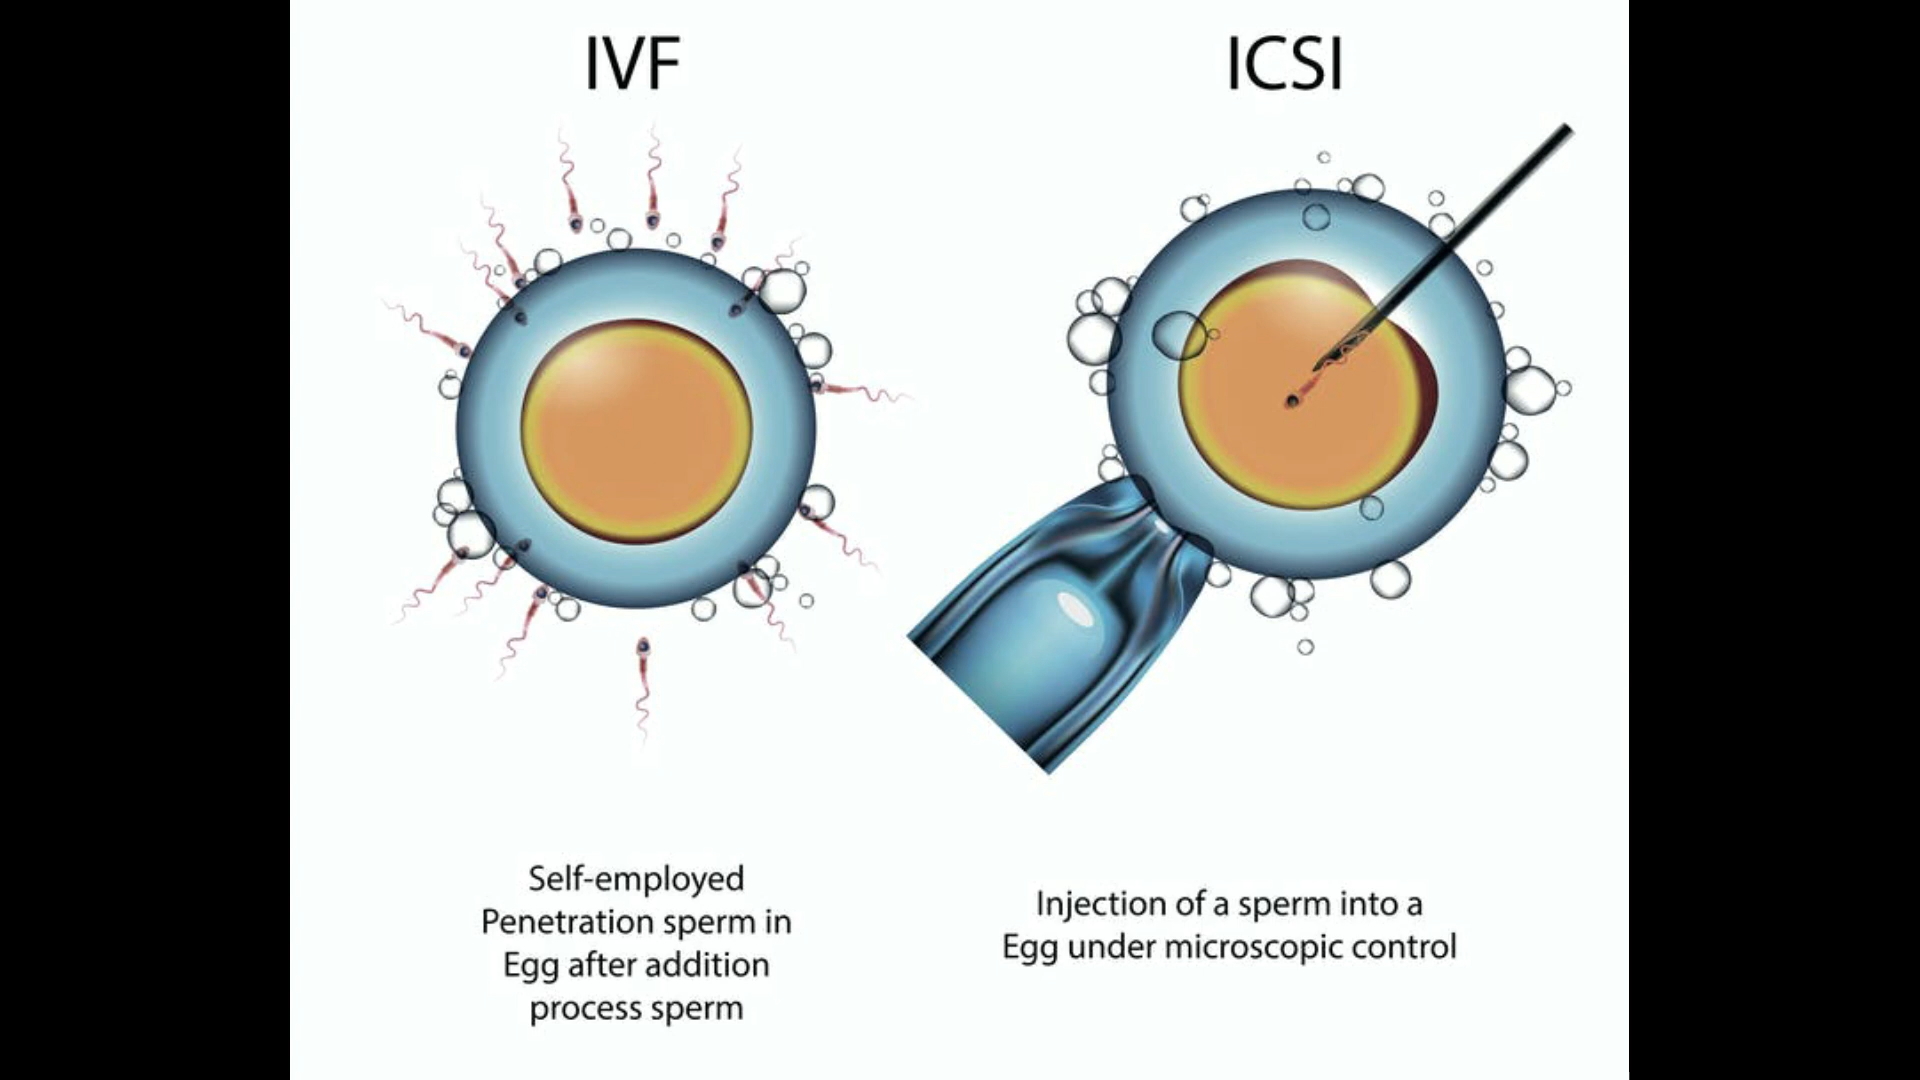 IVF
ICSI
Self-employed
Penetration sperm in
Egg after addition
process sperm
Injection of a sperm into a
Egg under microscopic control